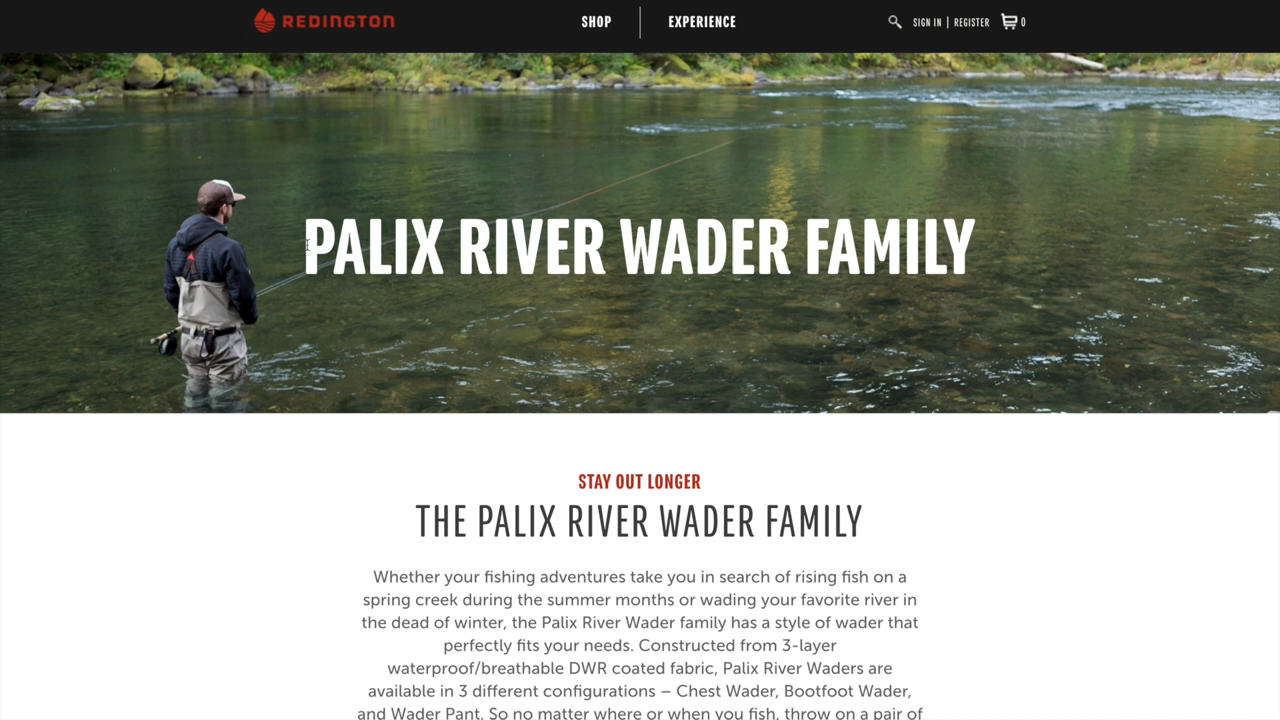 REDINGTON
SHOP
EXPERIENCE
SIGN IN | REGISTER
0
PALIX RIVER WADER FAMILY
STAY OUT LONGER
THE PALIX RIVER WADER FAMILY
Whether your fishing adventures take you in search of rising fish on a
spring creek during the summer months or wading your favorite river in
the dead of winter, the Palix River Wader family has a style of wader that
perfectly fits your needs. Constructed from 3-layer
waterproof/breathable DWR coated fabric, Palix River Waders are
available in 3 different configurations – Chest Wader, Bootfoot Wader,
and Wader Pant. So no matter where or when you fish, throw on a pair of